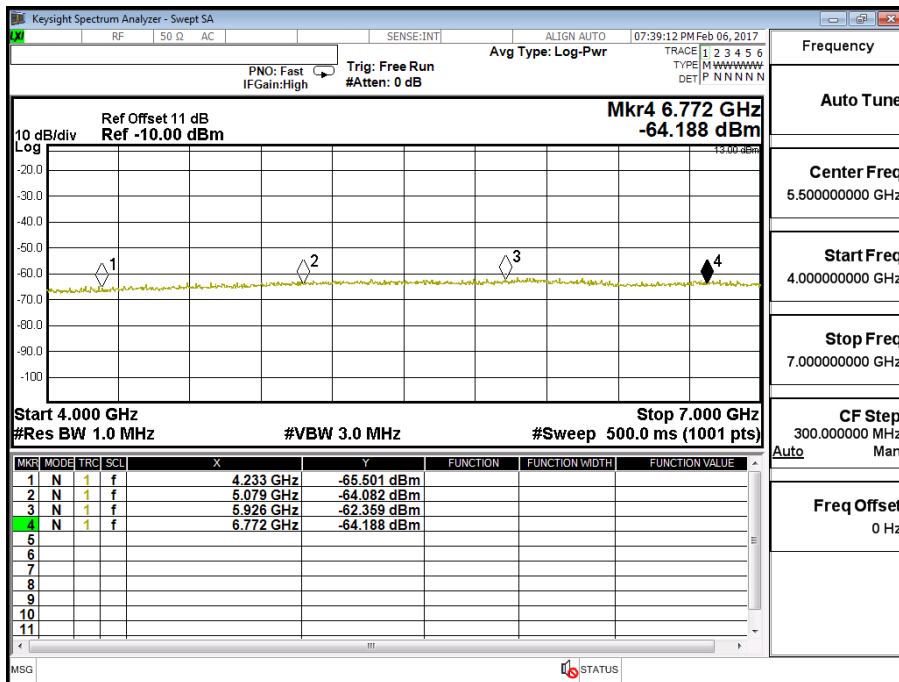 Keysight Spectrum Analyzer - Swept SA
LXI RF 50 Ω AC SENSE:INT ALIGN AUTO 07:39:12 PM Feb 06, 2017
Frequency
PNO: Fast
IFGain:High
Trig: Free Run
#Atten: 0 dB
Avg Type: Log-Pwr
TRACE 1 2 3 4 5 6
TYPE M W W W W W
DET P N N N N N
Auto Tune
Mkr4 6.772 GHz
-64.188 dBm
10 dB/div
Log
Ref Offset 11 dB
Ref -10.00 dBm
-13.00 dBm
-20.0
-30.0
-40.0
-50.0
-60.0
-70.0
-80.0
-90.0
-100
1
2
3
4
Start 4.000 GHz
Stop 7.000 GHz
#Res BW 1.0 MHz
#VBW 3.0 MHz
#Sweep 500.0 ms (1001 pts)
Center Freq
5.500000000 GHz
Start Freq
4.000000000 GHz
Stop Freq
7.000000000 GHz
CF Step
300.000000 MHz
Auto Man
Freq Offset
0 Hz
MKR MODE TRC SCL X Y FUNCTION FUNCTION WIDTH FUNCTION VALUE
1 N 1 f 4.233 GHz -65.501 dBm
2 N 1 f 5.079 GHz -64.082 dBm
3 N 1 f 5.926 GHz -62.359 dBm
4 N 1 f 6.772 GHz -64.188 dBm
5
6
7
8
9
10
11
MSG
STATUS